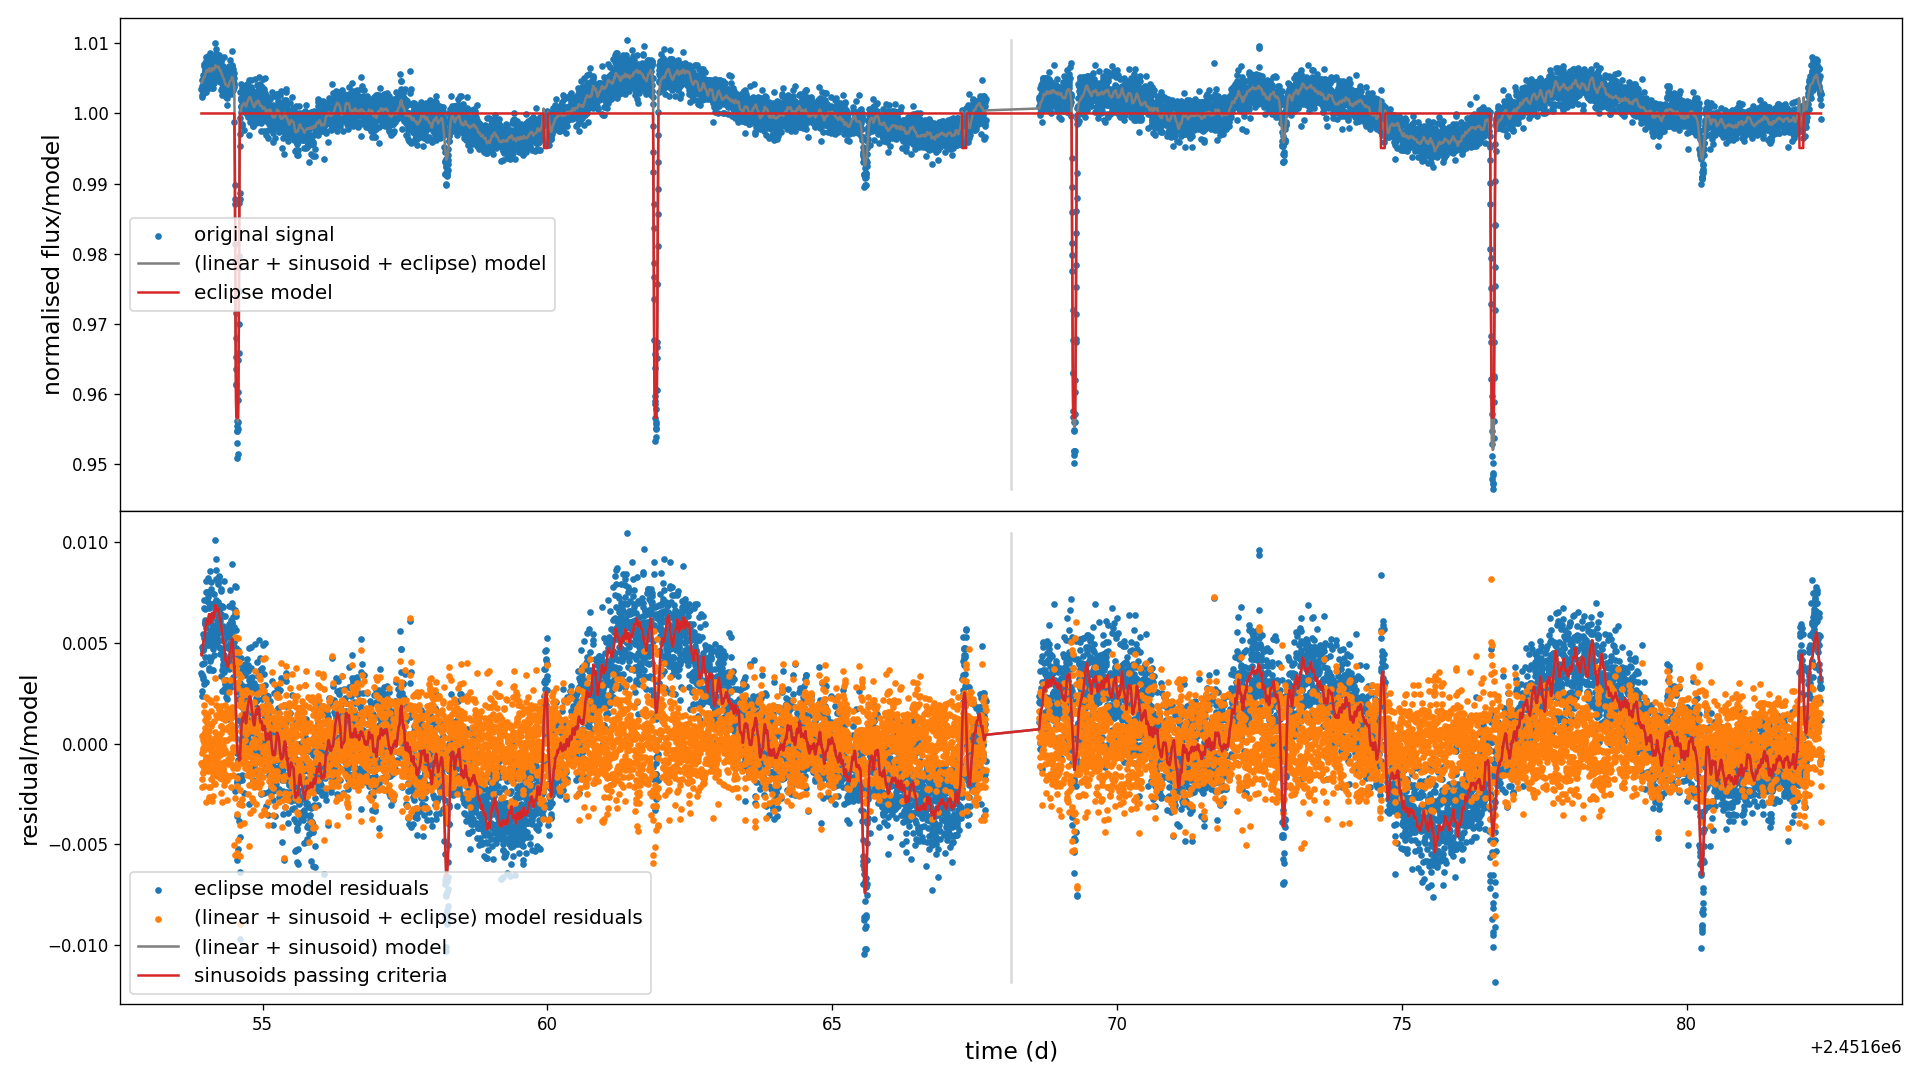 1.01
1.00
0.99
0.98
0.97
0.96
0.95
normalised flux/model
original signal
(linear + sinusoid + eclipse) model
eclipse model
0.010
0.005
0.000
−0.005
−0.010
residual/model
eclipse model residuals
(linear + sinusoid + eclipse) model residuals
(linear + sinusoid) model
sinusoids passing criteria
55
60
65
70
75
80
time (d)
+2.4516e6